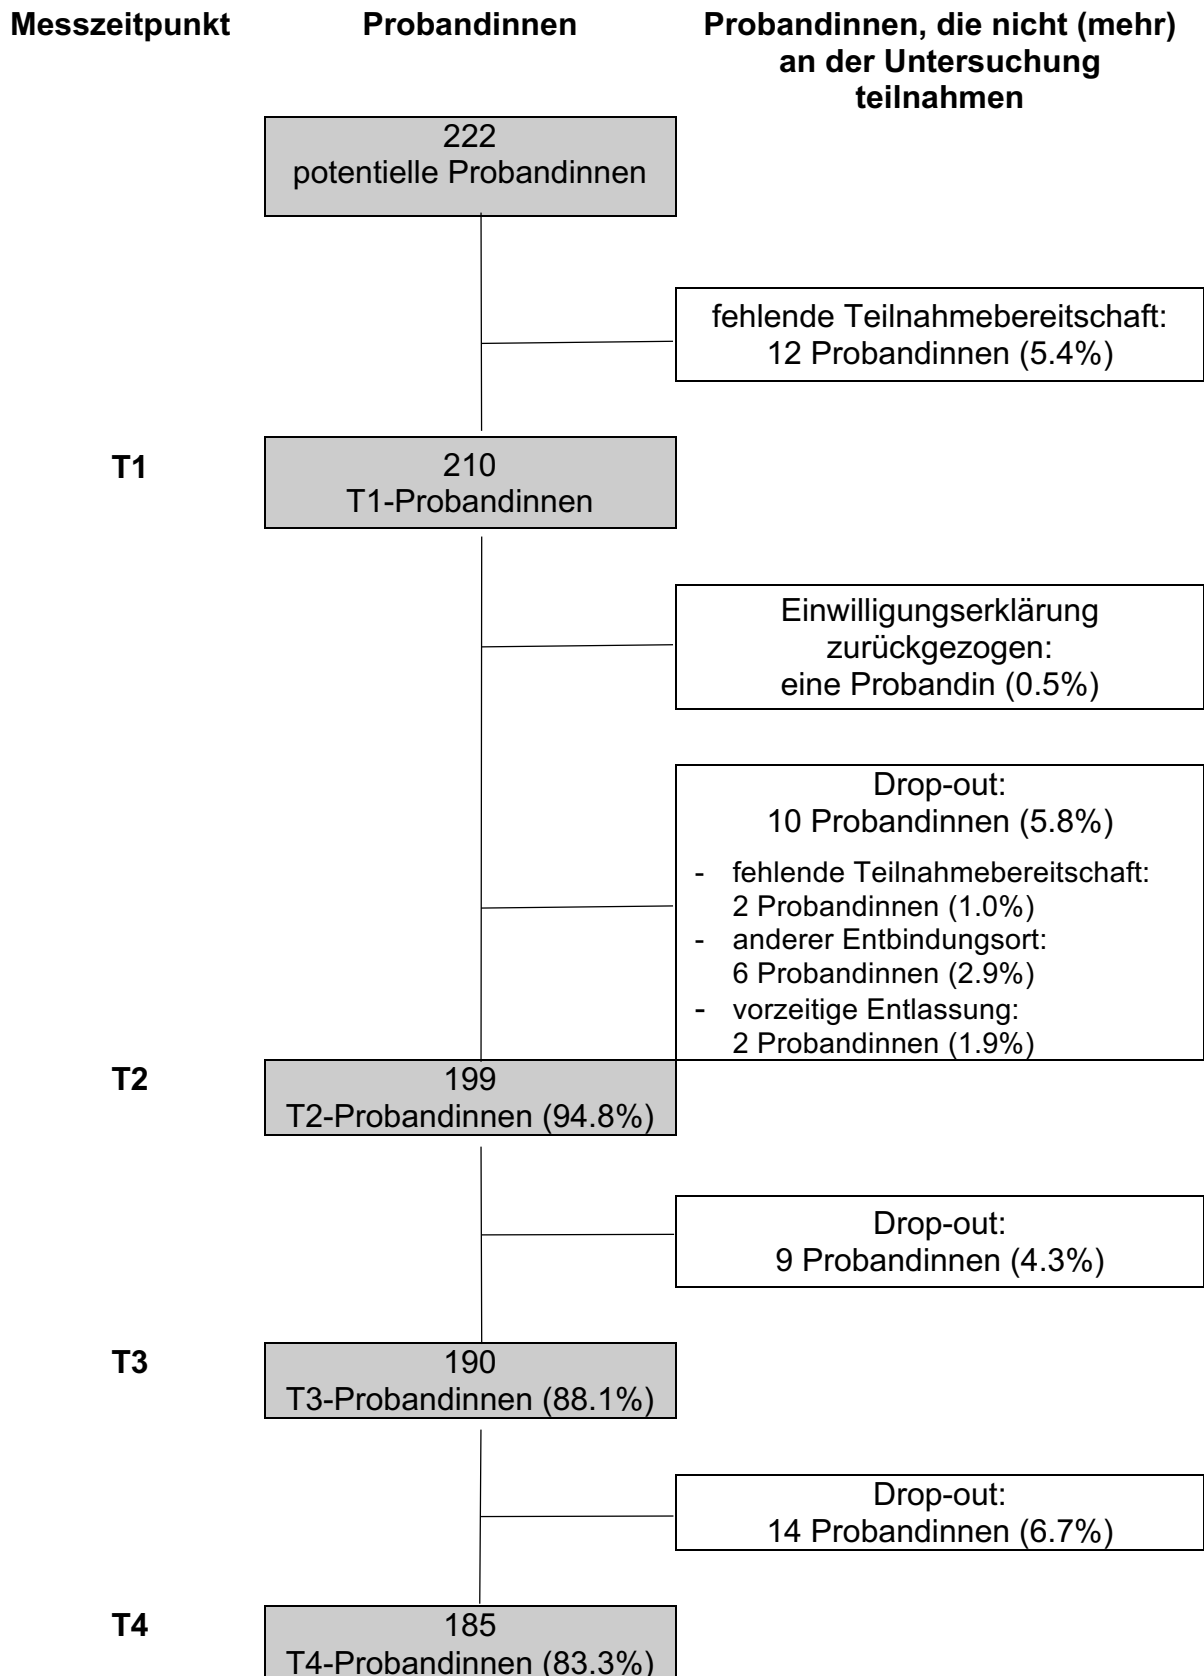 Messzeitpunkt
Probandinnen
Probandinnen, die nicht (mehr)
an der Untersuchung
teilnahmen
222
potentielle Probandinnen
fehlende Teilnahmebereitschaft:
12 Probandinnen (5.4%)
T1
210
T1-Probandinnen
Einwilligungserklärung
zurückgezogen:
eine Probandin (0.5%)
Drop-out:
10 Probandinnen (5.8%)
- fehlende Teilnahmebereitschaft:
2 Probandinnen (1.0%)
- anderer Entbindungsort:
6 Probandinnen (2.9%)
- vorzeitige Entlassung:
2 Probandinnen (1.9%)
T2
199
T2-Probandinnen (94.8%)
Drop-out:
9 Probandinnen (4.3%)
T3
190
T3-Probandinnen (88.1%)
Drop-out:
14 Probandinnen (6.7%)
T4
185
T4-Probandinnen (83.3%)